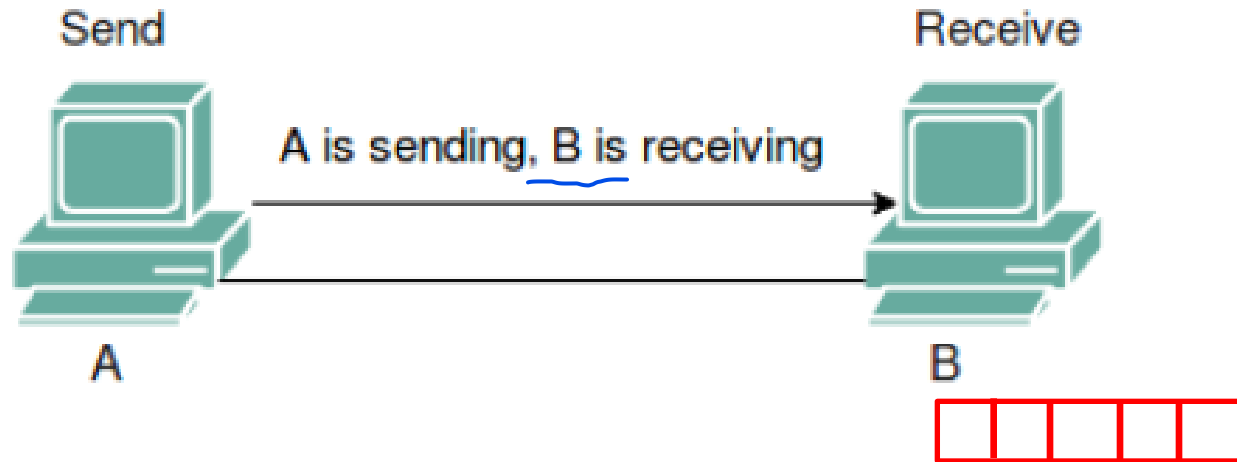 Send
Receive
A is sending, B is receiving
A
B